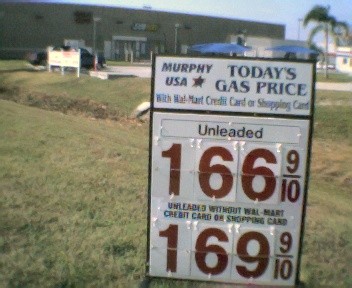 MURPHY USA
TODAY'S
GAS PRICE
With Wal-Mart Credit Card or Shopping Card
Unleaded
166 9/10
UNLEADED WITHOUT WAL-MART
CREDIT CARD OR SHOPPING CARD
169 9/10